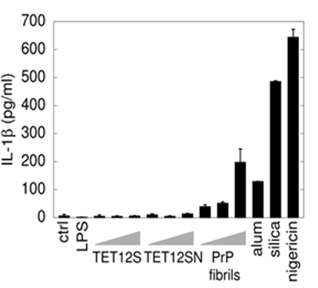 IL-1β (pg/ml)
700
600
500
400
300
200
100
0
ctrl
LPS
TET12S
TET12SN
PrP
fibrils
alum
silica
nigericin